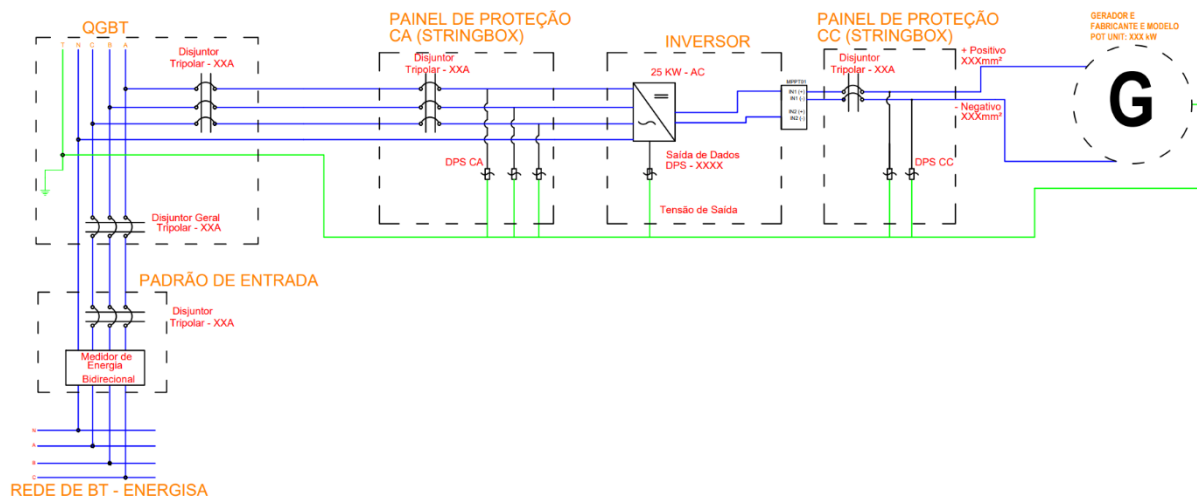 QGBT
T N C B A
Disjuntor
Tripolar - XXA
Disjuntor Geral
Tripolar - XXA
PADRÃO DE ENTRADA
Disjuntor
Tripolar - XXA
Medidor de
Energia
Bidirecional
N
A
B
C
REDE DE BT - ENERGISA
PAINEL DE PROTEÇÃO
CA (STRINGBOX)
Disjuntor
Tripolar - XXA
DPS CA
INVERSOR
25 KW - AC
MPPTS1
IN1 (+)
IN1 (-)
IN2 (+)
IN2 (-)
Saída de Dados
DPS - XXXX
Tensão de Saída
PAINEL DE PROTEÇÃO
CC (STRINGBOX)
Disjuntor
Tripolar - XXA
DPS CC
+ Positivo
XXXmm²
- Negativo
XXXmm²
GERADOR E
FABRICANTE E MODELO
POT UNIT: XXX kW
G